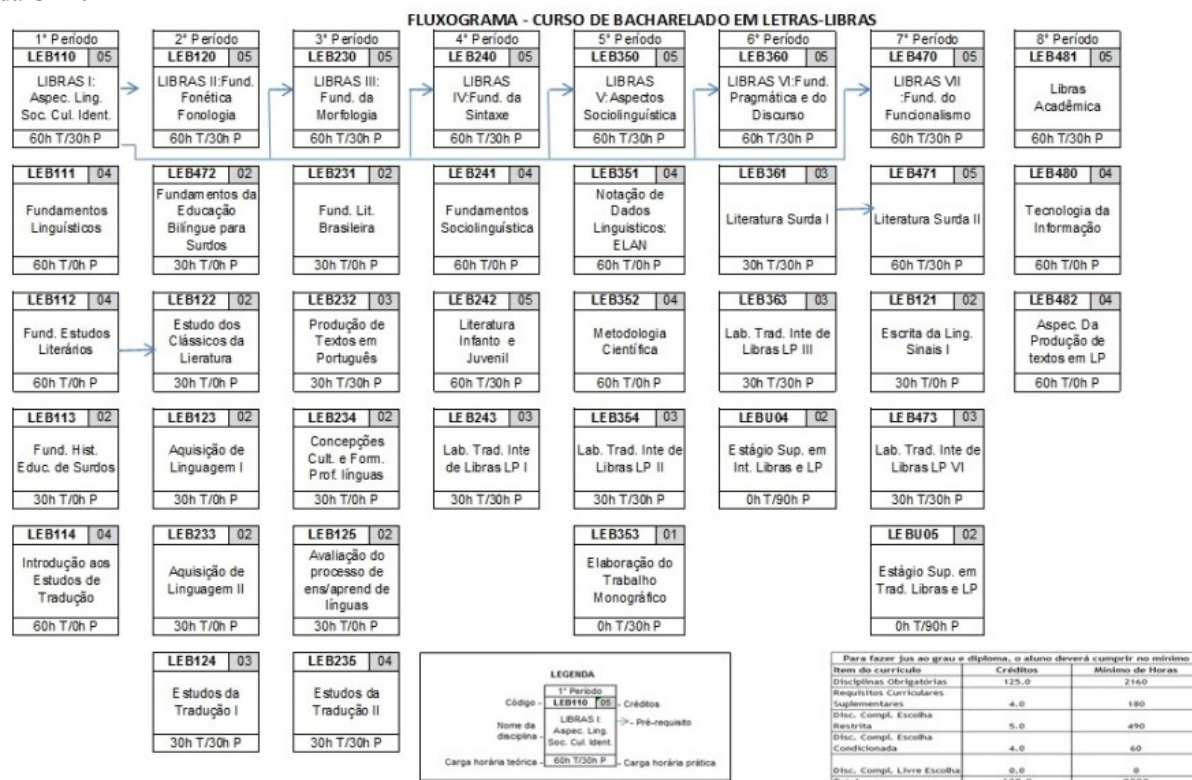 FLUXOGRAMA - CURSO DE BACHARELADO EM LETRAS-LIBRAS
1° Período
LEB110 05
LIBRAS I:
Aspec. Ling.
Soc. Cul. Ident.
60h T/30h P
LEB111 04
Fundamentos
Linguísticos
60h T/0h P
LEB112 04
Fund. Estudos
Literários
60h T/0h P
LEB113 02
Fund. Hist.
Educ. de Surdos
30h T/0h P
LEB114 04
Introdução aos
Estudos de
Tradução
60h T/0h P
2° Período
LEB120 05
LIBRAS II:Fund.
Fonética
Fonologia
60h T/30h P
LEB472 02
Fundamentos da
Educação
Bilíngue para
Surdos
30h T/0h P
LEB122 02
Estudo dos
Clássicos da
Lieratura
30h T/0h P
LEB123 02
Aquisição de
Linguagem I
30h T/0h P
LEB233 02
Aquisição de
Linguagem II
30h T/0h P
LEB124 03
Estudos da
Tradução I
30h T/30h P
3° Período
LEB230 05
LIBRAS III:
Fund. da
Morfologia
60h T/30h P
LEB231 02
Fund. Lit.
Brasileira
30h T/0h P
LEB232 03
Produção de
Textos em
Português
30h T/30h P
LEB234 02
Concepções
Cult. e Form.
Prof. línguas
30h T/0h P
LEB125 02
Avaliação do
processo de
ens/aprend de
línguas
30h T/0h P
LEB235 04
Estudos da
Tradução II
30h T/30h P
4° Período
LEB240 05
LIBRAS
IV:Fund. da
Sintaxe
60h T/30h P
LEB241 04
Fundamentos
Sociolinguística
60h T/0h P
LEB242 05
Literatura
Infanto e
Juvenil
60h T/30h P
LEB243 03
Lab. Trad. Inte
de Libras LP I
30h T/30h P
5° Período
LEB350 05
LIBRAS
V:Aspectos
Sociolinguística
60h T/30h P
LEB351 04
Notação de
Dados
Linguisticos:
ELAN
60h T/0h P
LEB352 04
Metodologia
Científica
60h T/0h P
LEB354 03
Lab. Trad. Inte de
Libras LP II
30h T/30h P
LEB353 01
Elaboração do
Trabalho
Monográfico
0h T/30h P
6° Período
LEB360 05
LIBRAS VI:Fund.
Pragmática e do
Discurso
60h T/30h P
LEB361 03
Literatura Surda I
30h T/30h P
LEB363 03
Lab. Trad. Inte de
Libras LP III
30h T/30h P
LEBU04 02
Estágio Sup. em
Int. Libras e LP
0h T/90h P
7° Período
LEB470 05
LIBRAS VII
:Fund. do
Funcionalismo
60h T/30h P
LEB471 05
Literatura Surda II
60h T/30h P
LEB121 02
Escrita da Ling.
Sinais I
30h T/0h P
LEB473 03
Lab. Trad. Inte de
Libras LP VI
30h T/30h P
LEBU05 02
Estágio Sup. em
Trad. Libras e LP
0h T/90h P
8° Período
LEB481 05
Libras
Acadêmica
60h T/30h P
LEB480 04
Tecnologia da
Informação
60h T/0h P
LEB482 04
Aspec. Da
Produção de
textos em LP
60h T/0h P
LEGENDA
1° Período
Código - LEB110 05 - Créditos
Nome da
disciplina -
LIBRAS I:
Aspec. Ling.
Soc. Cul. Ident.
- Pré-requisito
Carga horária teórica - 60h T/30h P - Carga horária prática
Para fazer jus ao grau e diploma, o aluno deverá cumprir no mínimo
Item do currículo Créditos Mínimo de Horas
Disciplinas Obrigatórias 125.0 2160
Requisitos Curriculares
Suplementares 4.0 180
Disc. Compl. Escolha
Restrita 5.0 490
Disc. Compl. Escolha
Condicionada 4.0 60
Disc. Compl. Livre Escolha 0.0 0